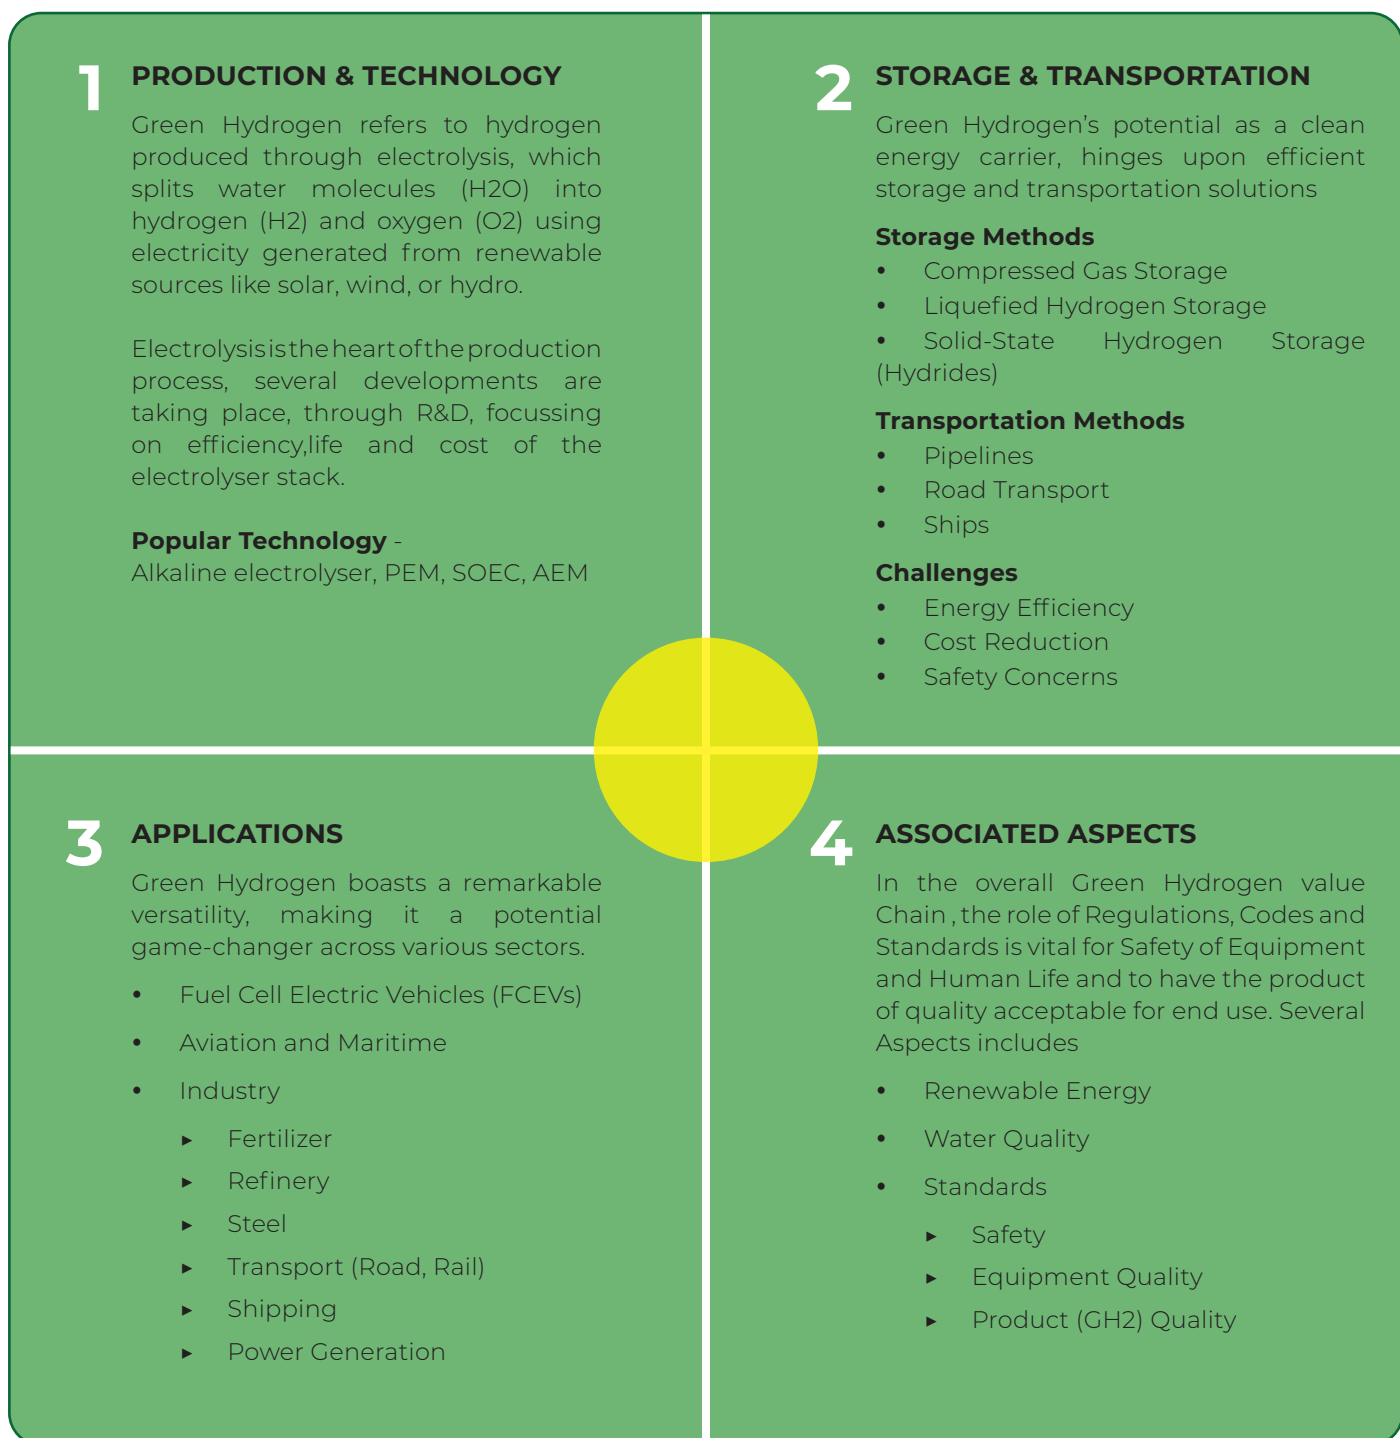 1 PRODUCTION & TECHNOLOGY
Green Hydrogen refers to hydrogen
produced through electrolysis, which
splits water molecules (H2O) into
hydrogen (H2) and oxygen (O2) using
electricity generated from renewable
sources like solar, wind, or hydro.
Electrolysis is the heart of the production
process, several developments are
taking place, through R&D, focussing
on efficiency,life and cost of the
electrolyser stack.
Popular Technology -
Alkaline electrolyser, PEM, SOEC, AEM
2 STORAGE & TRANSPORTATION
Green Hydrogen's potential as a clean
energy carrier, hinges upon efficient
storage and transportation solutions
Storage Methods
• Compressed Gas Storage
• Liquefied Hydrogen Storage
• Solid-State Hydrogen Storage
(Hydrides)
Transportation Methods
• Pipelines
• Road Transport
• Ships
Challenges
• Energy Efficiency
• Cost Reduction
• Safety Concerns
3 APPLICATIONS
Green Hydrogen boasts a remarkable
versatility, making it a potential
game-changer across various sectors.
• Fuel Cell Electric Vehicles (FCEVs)
• Aviation and Maritime
• Industry
▸ Fertilizer
▸ Refinery
▸ Steel
▸ Transport (Road, Rail)
▸ Shipping
▸ Power Generation
4 ASSOCIATED ASPECTS
In the overall Green Hydrogen value
Chain , the role of Regulations, Codes and
Standards is vital for Safety of Equipment
and Human Life and to have the product
of quality acceptable for end use. Several
Aspects includes
• Renewable Energy
• Water Quality
• Standards
▸ Safety
▸ Equipment Quality
▸ Product (GH2) Quality